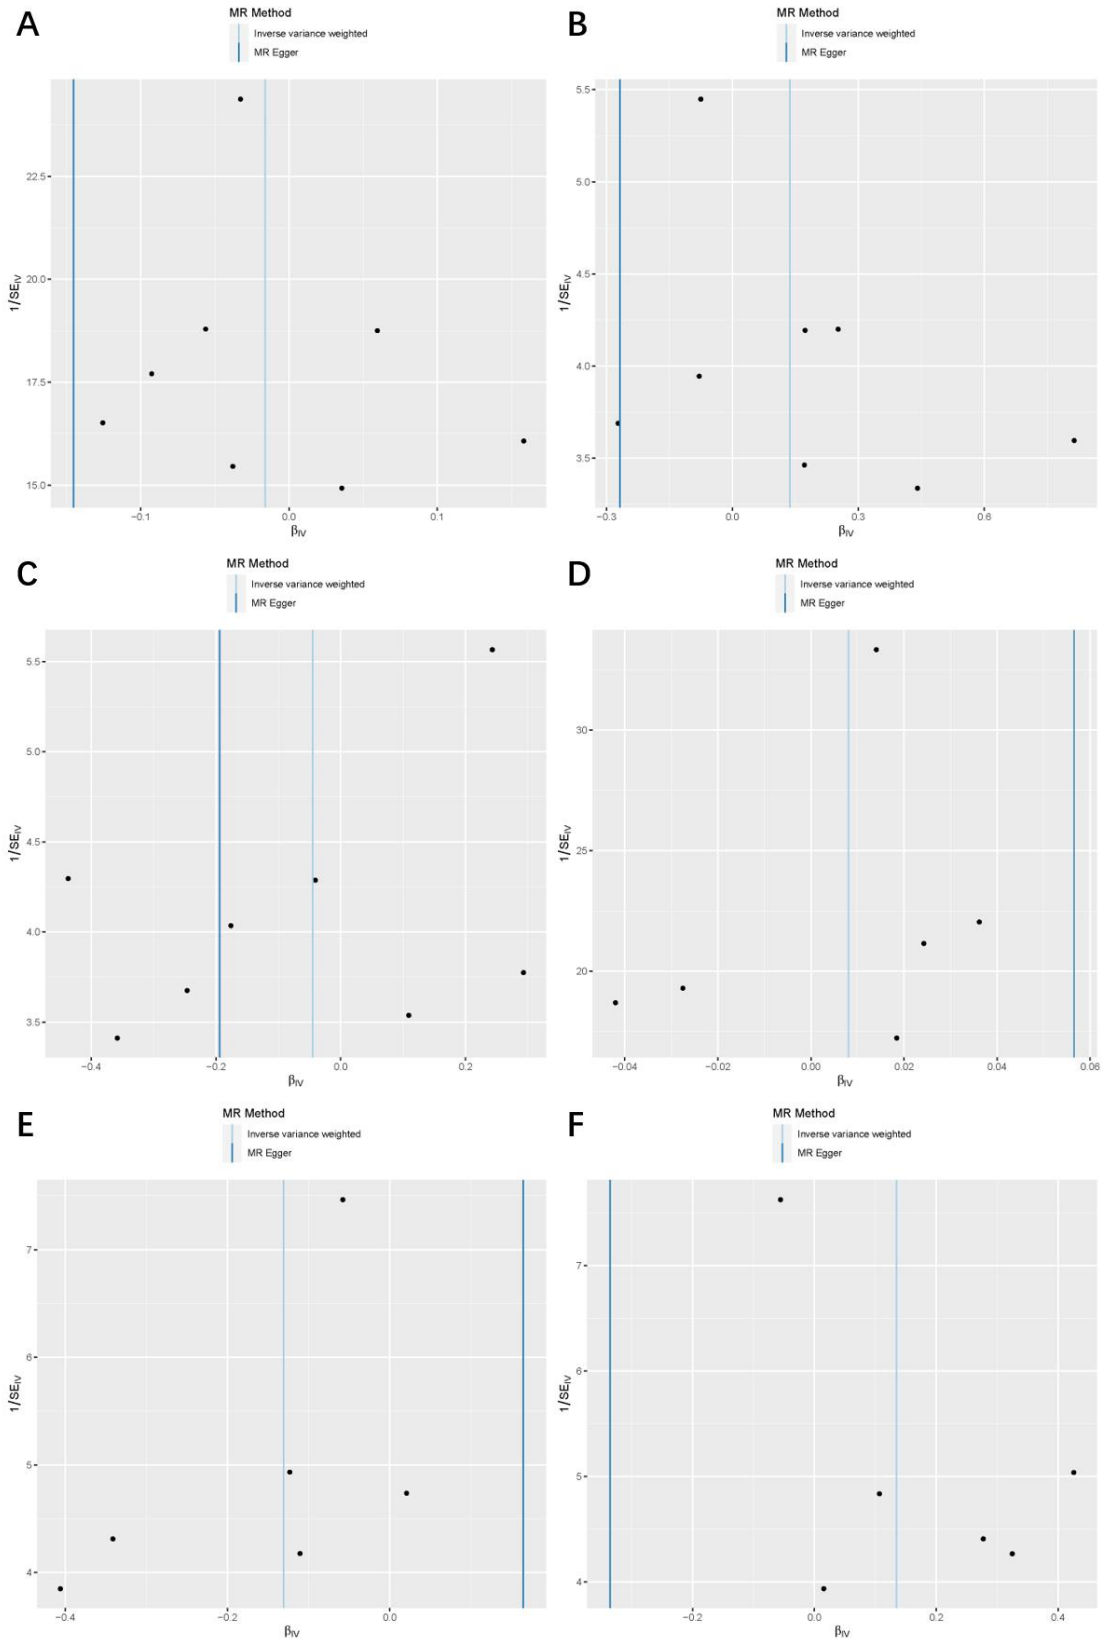 A
MR Method
Inverse variance weighted
MR Egger
22.5
20.0
17.5
15.0
1/SEIV
−0.1
0.0
0.1
βIV
B
MR Method
Inverse variance weighted
MR Egger
5.5
5.0
4.5
4.0
3.5
1/SEIV
−0.3
0.0
0.3
0.6
βIV
C
MR Method
Inverse variance weighted
MR Egger
5.5
5.0
4.5
4.0
3.5
1/SEIV
−0.4
−0.2
0.0
0.2
βIV
D
MR Method
Inverse variance weighted
MR Egger
30
25
20
1/SEIV
−0.04
−0.02
0.00
0.02
0.04
0.06
βIV
E
MR Method
Inverse variance weighted
MR Egger
7
6
5
4
1/SEIV
−0.4
−0.2
0.0
βIV
F
MR Method
Inverse variance weighted
MR Egger
7
6
5
4
1/SEIV
−0.2
0.0
0.2
0.4
βIV